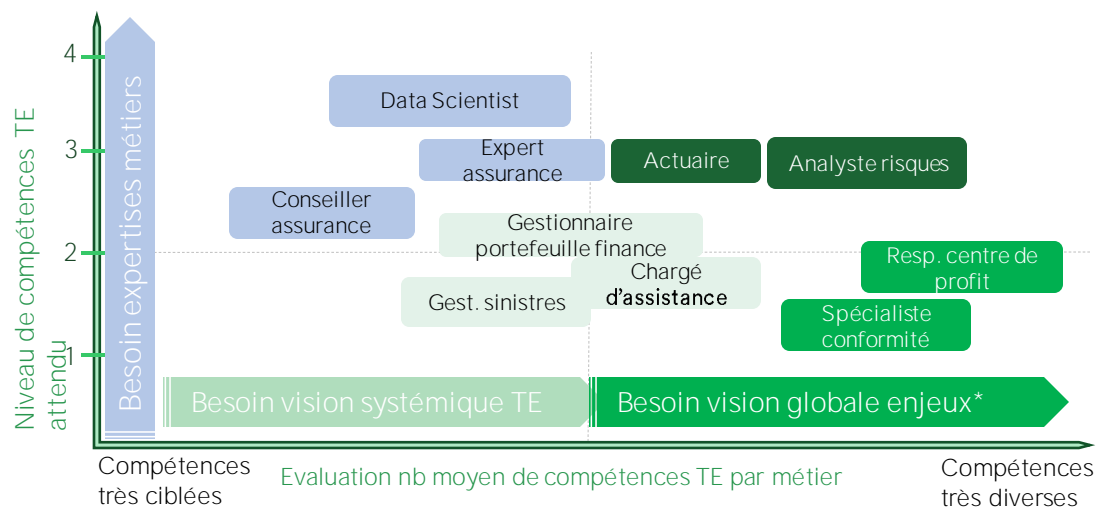 Niveau de compétences TE
attendu
4
3
2
1
Besoin expertises métiers
Data Scientist
Expert
assurance
Actuaire
Analyste risques
Conseiller
assurance
Gestionnaire
portefeuille finance
Chargé
d'assistance
Gest. sinistres
Resp. centre de
profit
Spécialiste
conformité
Besoin vision systémique TE
Besoin vision globale enjeux*
Compétences
très ciblées
Evaluation nb moyen de compétences TE par métier
Compétences
très diverses